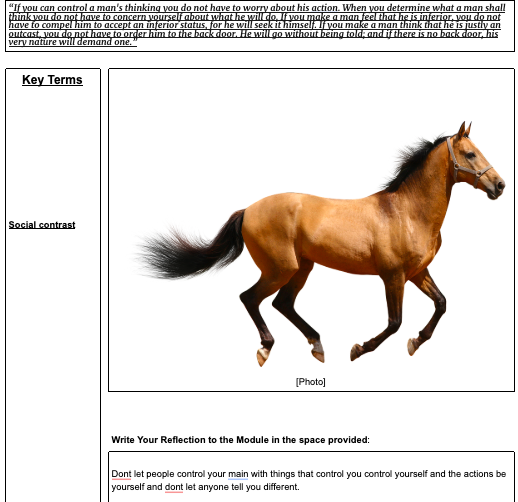 “If you can control a man's thinking you do not have to worry about his action. When you determine what a man shall
think you do not have to concern yourself about what he will do. If you make a man feel that he is inferior, you do not
have to compel him to accept an inferior status, for he will seek it himself. If you make a man think that he is justly an
outcast, you do not have to order him to the back door. He will go without being told; and if there is no back door, his
very nature will demand one.”
Key Terms
Social contrast
[Photo]
Write Your Reflection to the Module in the space provided:
Dont let people control your main with things that control you control yourself and the actions be
yourself and dont let anyone tell you different.